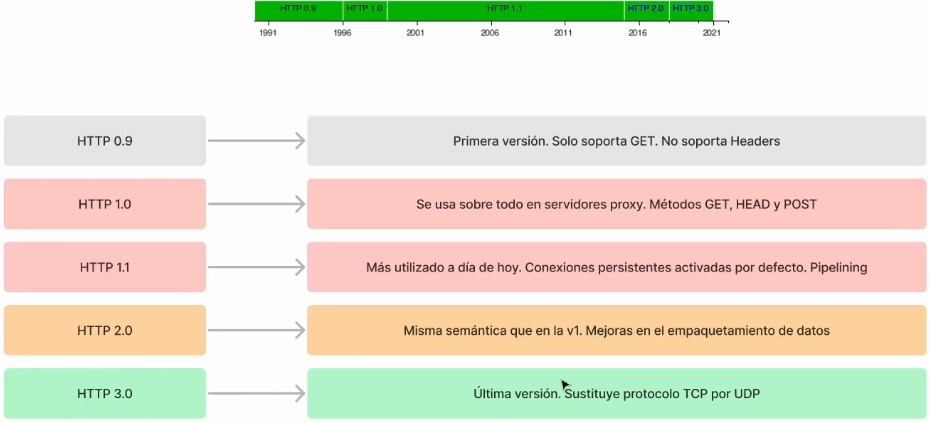 HTTP 0.9 HTTP 1.0 HTTP 1.1 HTTP 2.0 HTTP 3.0
1991 1996 2001 2006 2011 2016 2021
HTTP 0.9 Primera versión. Solo soporta GET. No soporta Headers
HTTP 1.0 Se usa sobre todo en servidores proxy. Métodos GET, HEAD y POST
HTTP 1.1 Más utilizado a día de hoy. Conexiones persistentes activadas por defecto. Pipelining
HTTP 2.0 Misma semántica que en la v1. Mejoras en el empaquetamiento de datos
HTTP 3.0 Última versión. Sustituye protocolo TCP por UDP